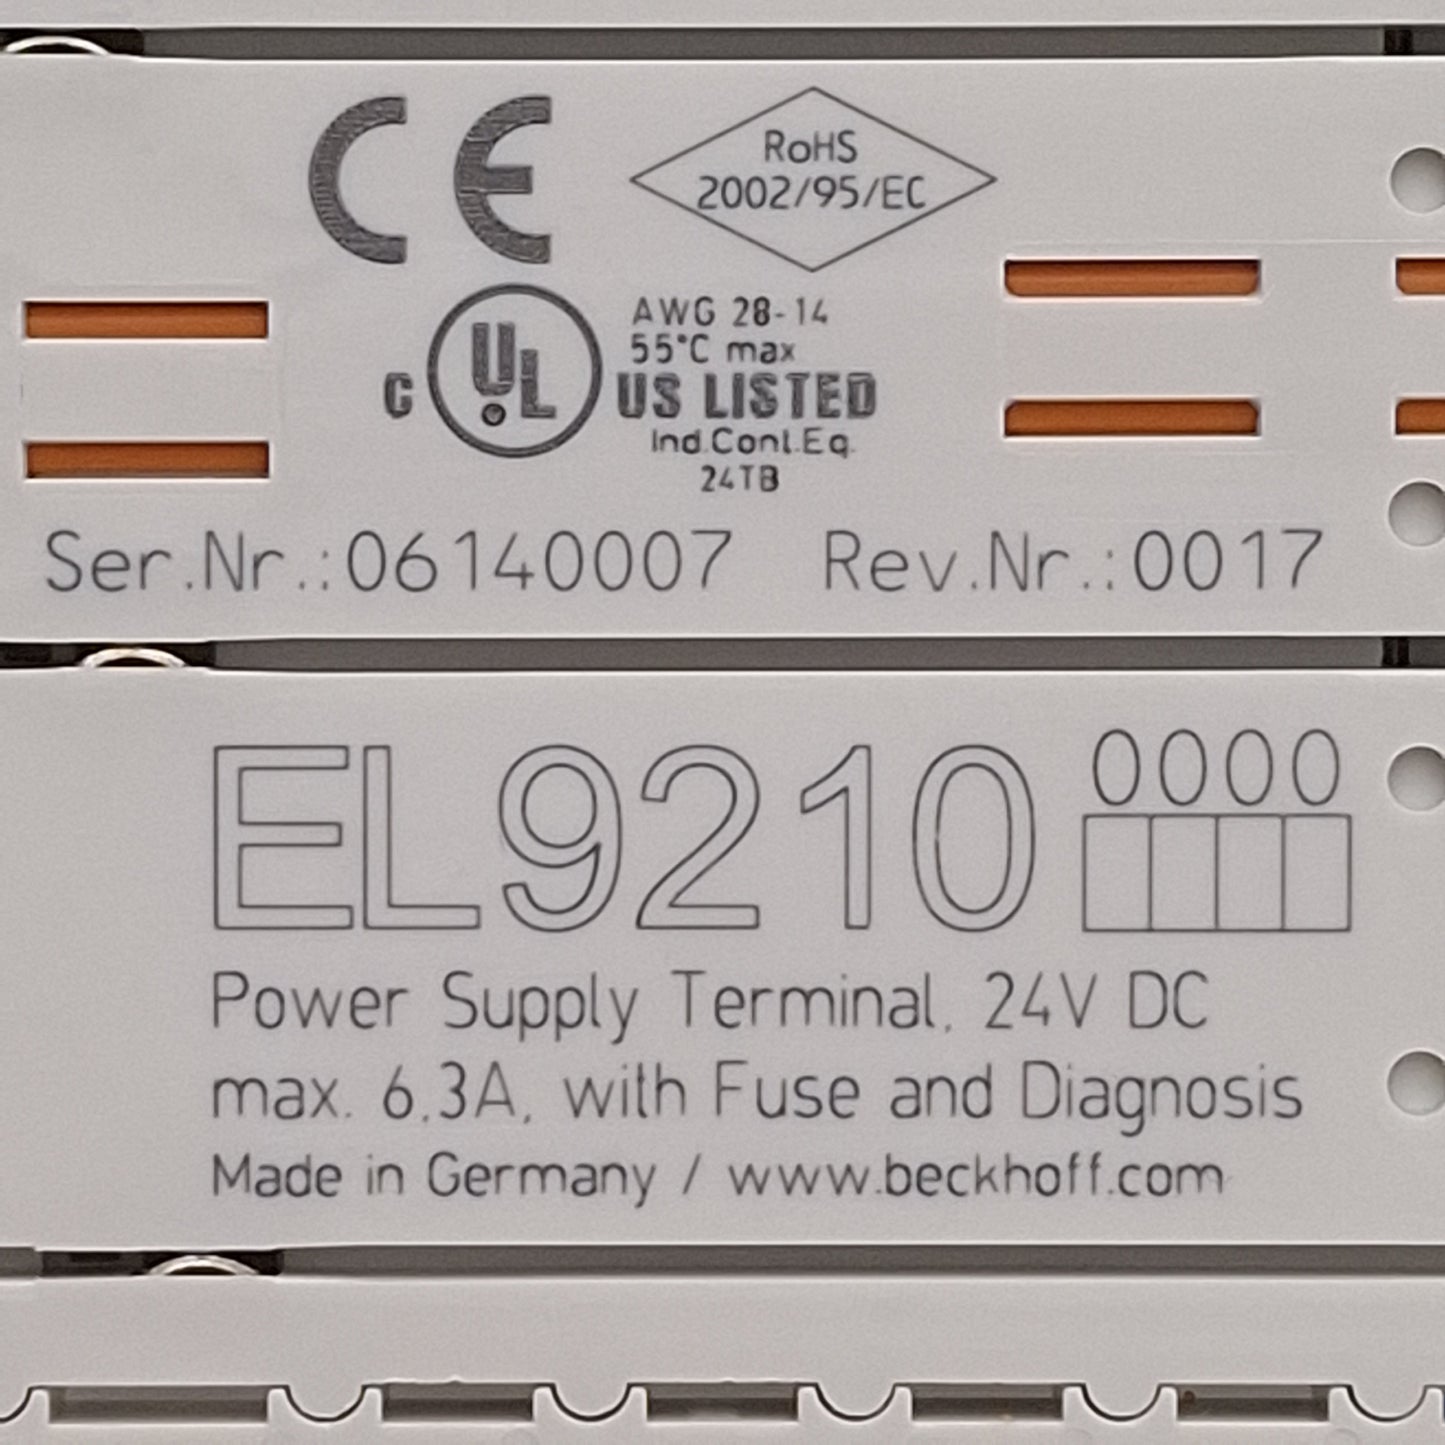 CE
RoHS
2002/95/EC
AWG 28-14
55°C max
C UL US LISTED
Ind.Cont.Eq.
24TB
Ser.Nr.:06140007 Rev.Nr.:0017
EL9210 0000
Power Supply Terminal, 24V DC
max. 6,3A, with Fuse and Diagnosis
Made in Germany / www.beckhoff.com